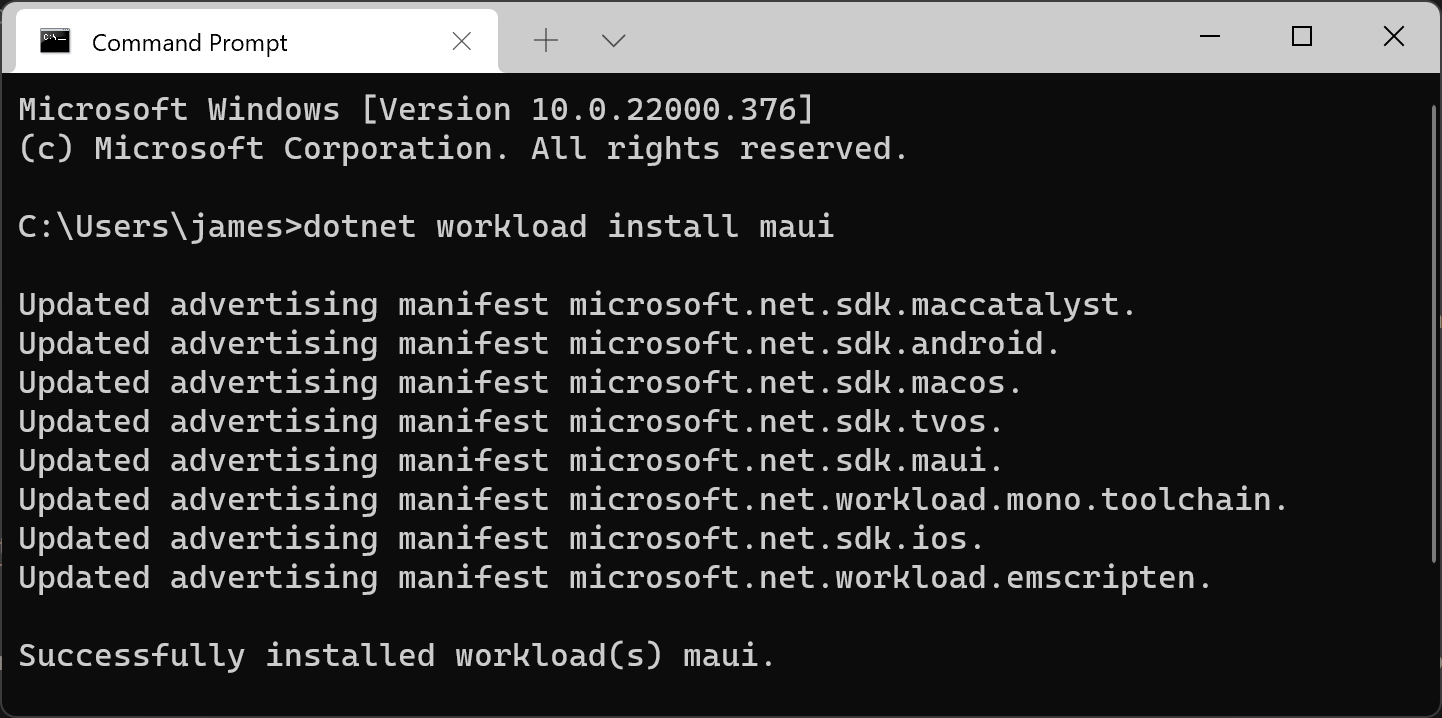 Command Prompt
Microsoft Windows [Version 10.0.22000.376]
(c) Microsoft Corporation. All rights reserved.
C:\Users\james>dotnet workload install maui
Updated advertising manifest microsoft.net.sdk.maccatalyst.
Updated advertising manifest microsoft.net.sdk.android.
Updated advertising manifest microsoft.net.sdk.macos.
Updated advertising manifest microsoft.net.sdk.tvos.
Updated advertising manifest microsoft.net.sdk.maui.
Updated advertising manifest microsoft.net.workload.mono.toolchain.
Updated advertising manifest microsoft.net.sdk.ios.
Updated advertising manifest microsoft.net.workload.emscripten.
Successfully installed workload(s) maui.